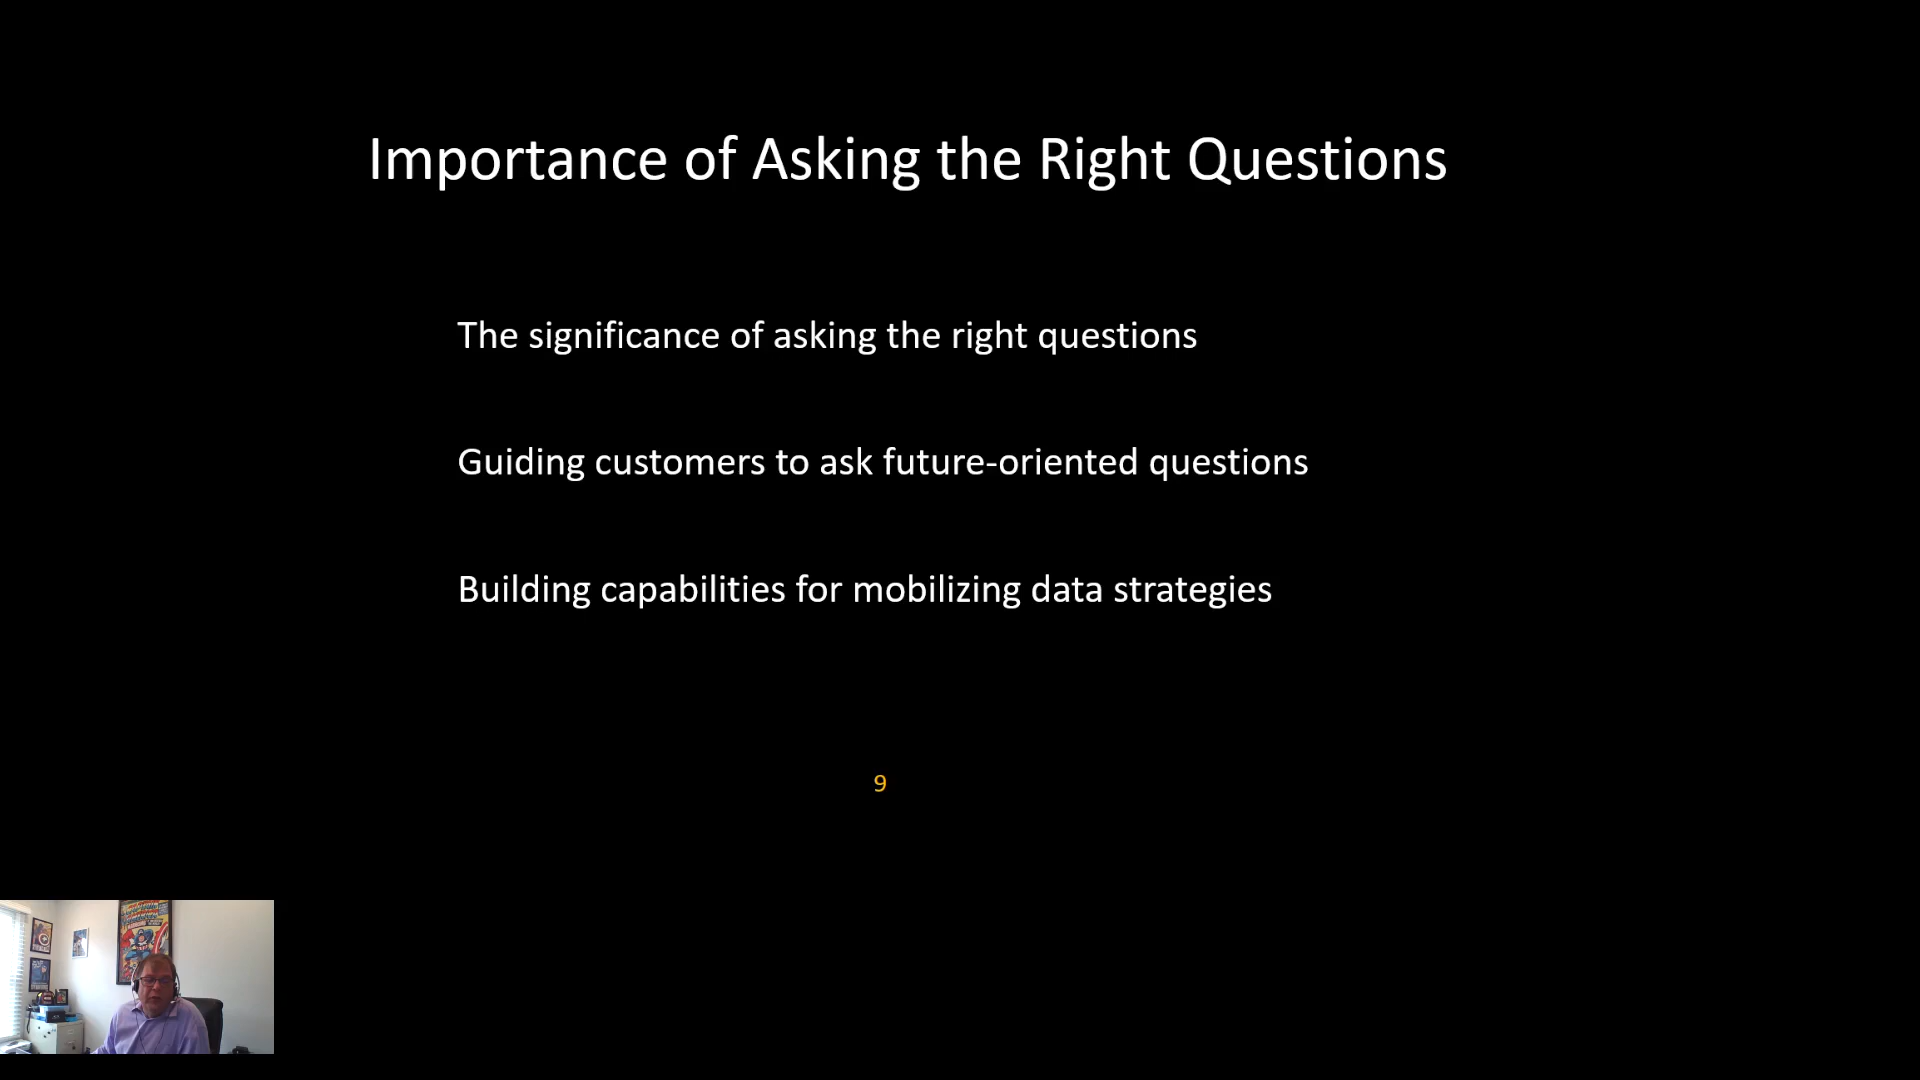 Importance of Asking the Right Questions
The significance of asking the right questions
Guiding customers to ask future-oriented questions
Building capabilities for mobilizing data strategies
9